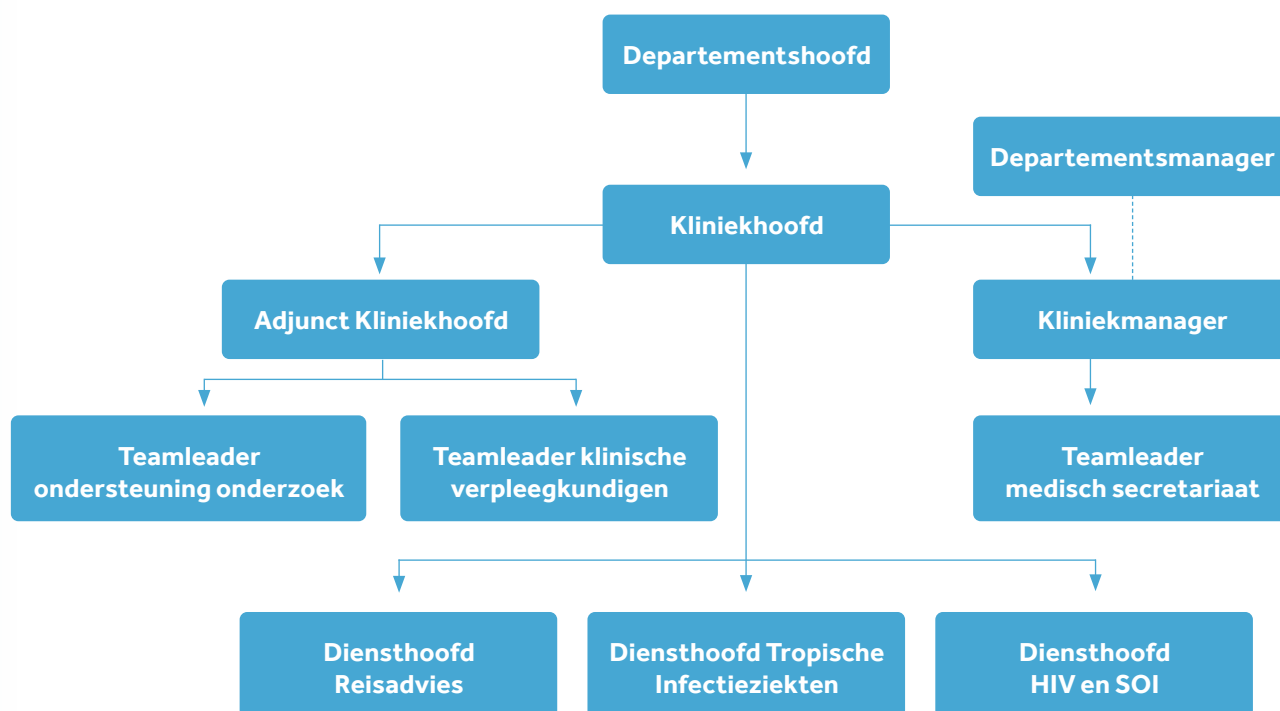 Departementshoofd
Departementsmanager
Kliniekhoofd
Adjunct Kliniekhoofd
Kliniekmanager
Teamleader
ondersteuning onderzoek
Teamleader klinische
verpleegkundigen
Teamleader
medisch secretariaat
Diensthoofd
Reisadvies
Diensthoofd Tropische
Infectieziekten
Diensthoofd
HIV en SOI